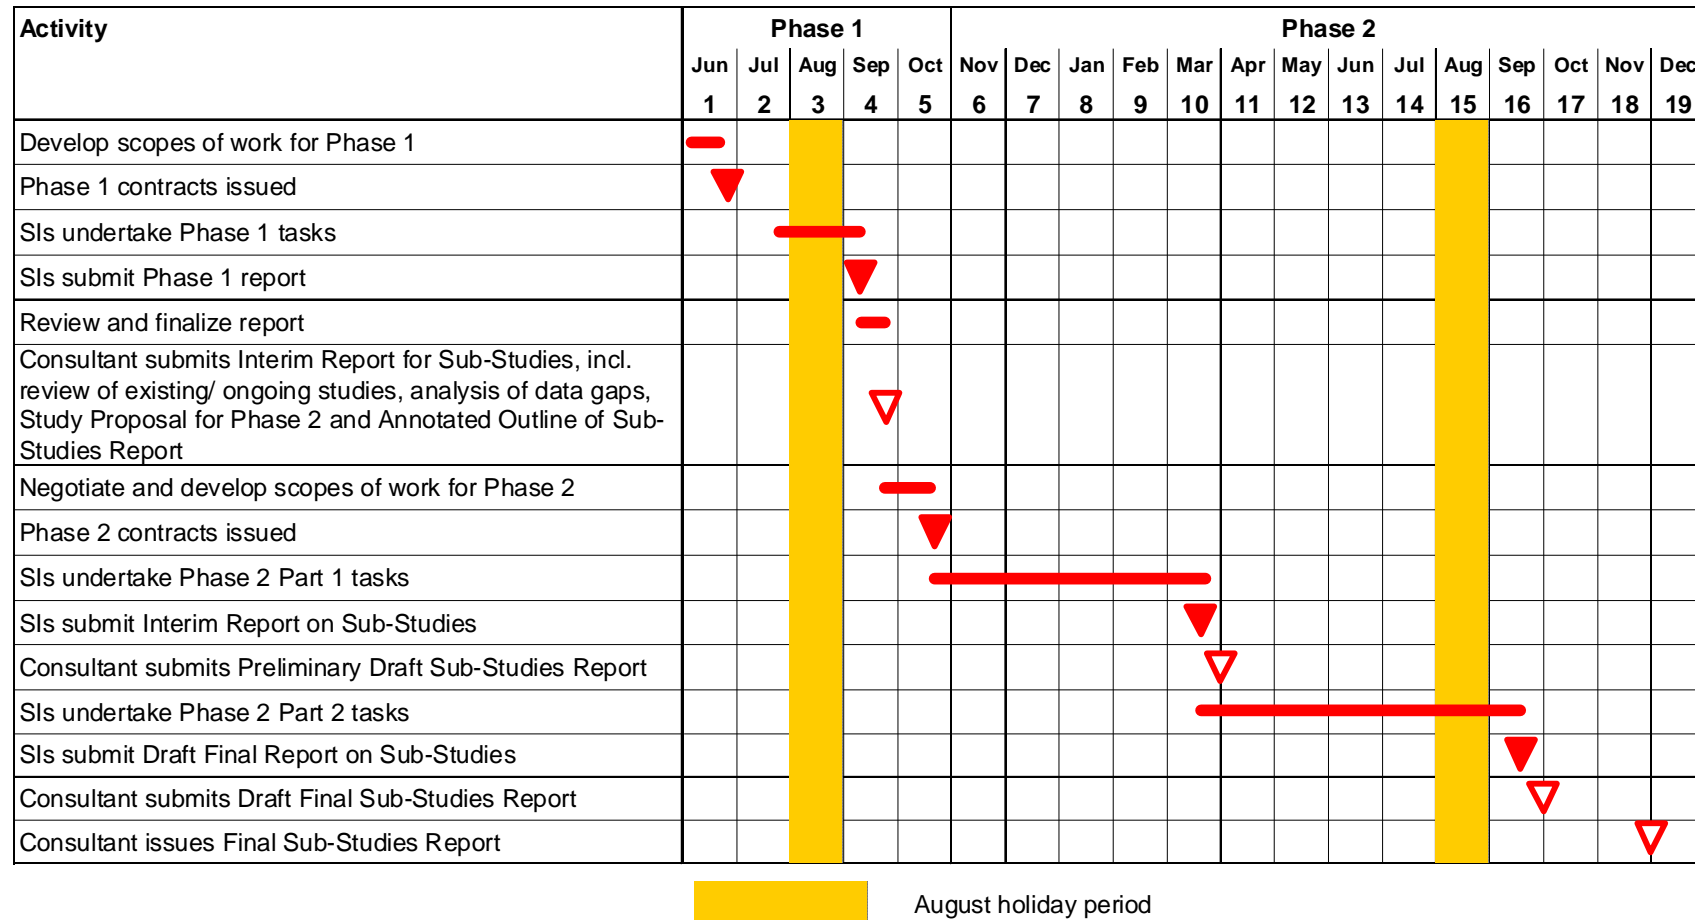 Activity Phase 1 Phase 2
Jun Jul Aug Sep Oct Nov Dec Jan Feb Mar Apr May Jun Jul Aug Sep Oct Nov Dec
1 2 3 4 5 6 7 8 9 10 11 12 13 14 15 16 17 18 19
Develop scopes of work for Phase 1
Phase 1 contracts issued
SIs undertake Phase 1 tasks
SIs submit Phase 1 report
Review and finalize report
Consultant submits Interim Report for Sub-Studies, incl.
review of existing/ ongoing studies, analysis of data gaps,
Study Proposal for Phase 2 and Annotated Outline of Sub-
Studies Report
Negotiate and develop scopes of work for Phase 2
Phase 2 contracts issued
SIs undertake Phase 2 Part 1 tasks
SIs submit Interim Report on Sub-Studies
Consultant submits Preliminary Draft Sub-Studies Report
SIs undertake Phase 2 Part 2 tasks
SIs submit Draft Final Report on Sub-Studies
Consultant submits Draft Final Sub-Studies Report
Consultant issues Final Sub-Studies Report
August holiday period